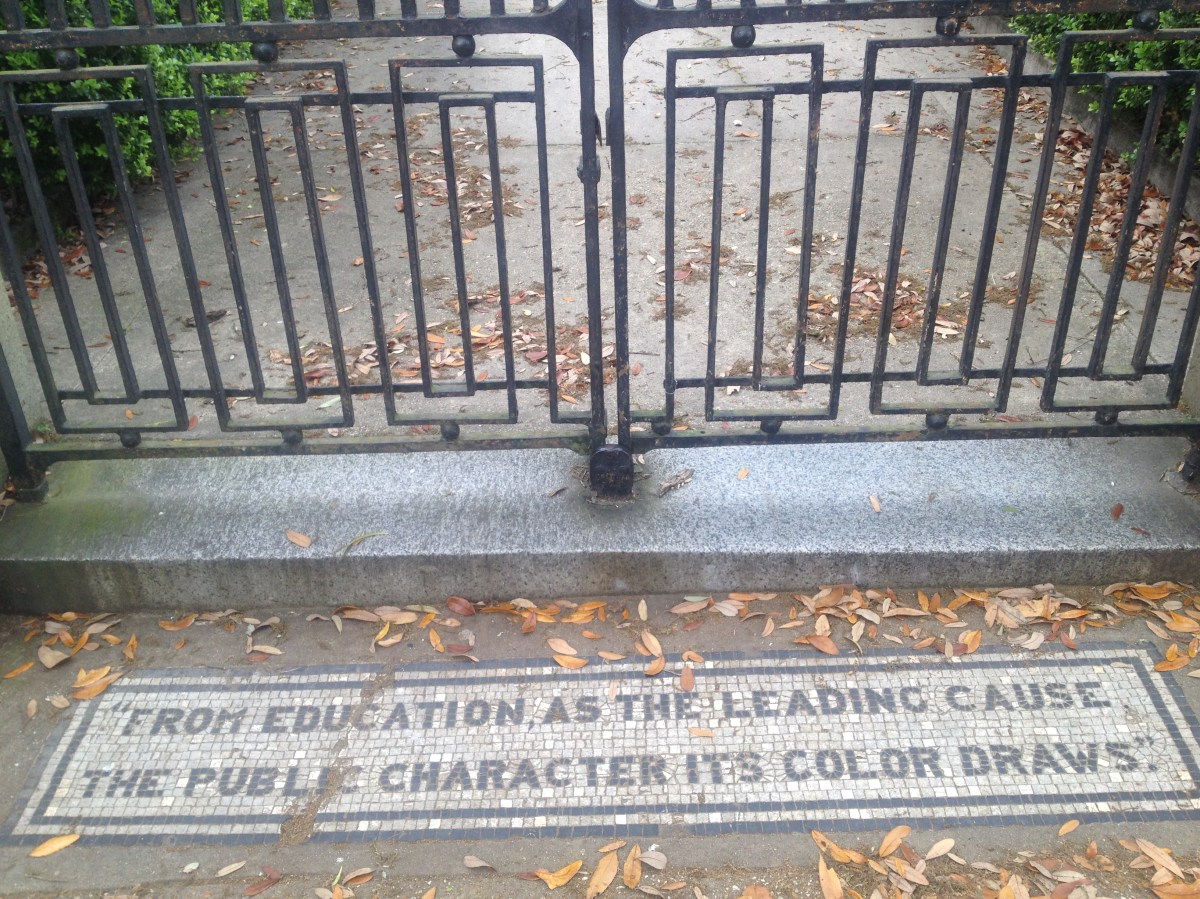 "FROM EDUCATION, AS THE LEADING CAUSE
THE PUBLIC CHARACTER ITS COLOR DRAWS."